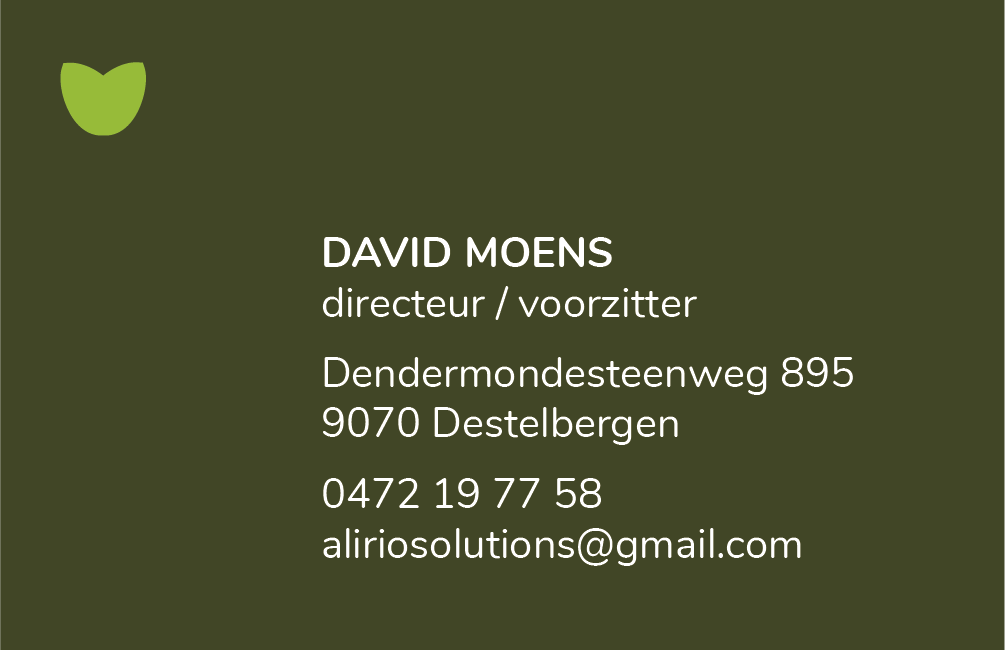 DAVID MOENS
directeur / voorzitter
Dendermondesteenweg 895
9070 Destelbergen
0472 19 77 58
aliriosolutions@gmail.com